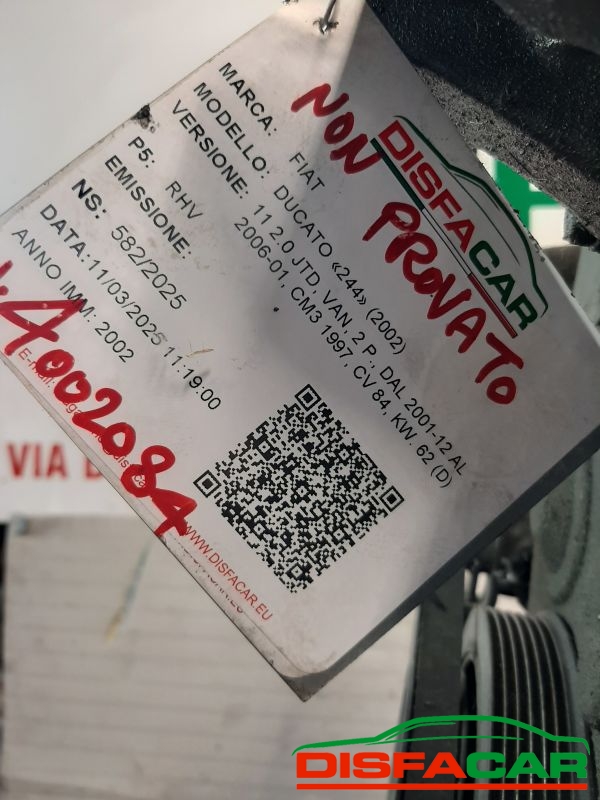 MARCA: FIAT
MODELLO: DUCATO «244» (2002)
VERSIONE: 11 2.0 JTD, VAN, 2 P., DAL 2001-12 AL
2006-01, CM3 1997, CV 84, KW. 62 (D)
P5: RHV
EMISSIONE:
NS: 582/2025
DATA: 11/03/2025 11:19:00
ANNO IMM. 2002
NON PROVATO
DISFACAR
A002084
E-mail:
WWW.DISFACAR.EU
VIA
DISFACAR